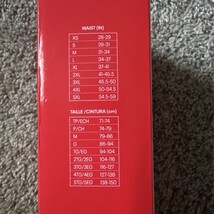 WAIST (IN)
XS 28-29
S 29-31
M 31-34
L 34-37
XL 37-41
2XL 41-45.5
3XL 45.5-50
4XL 50-54.5
5XL 54.5-59
TAILLE /CINTURA (cm)
TP/ECH 71-74
P/CH 74-79
M 79-86
G 86-94
TG/EG 94-104
2TG/2EG 104-116
3TG/3EG 116-127
4TG/4EG 127-138
5TG/5EG 138-150